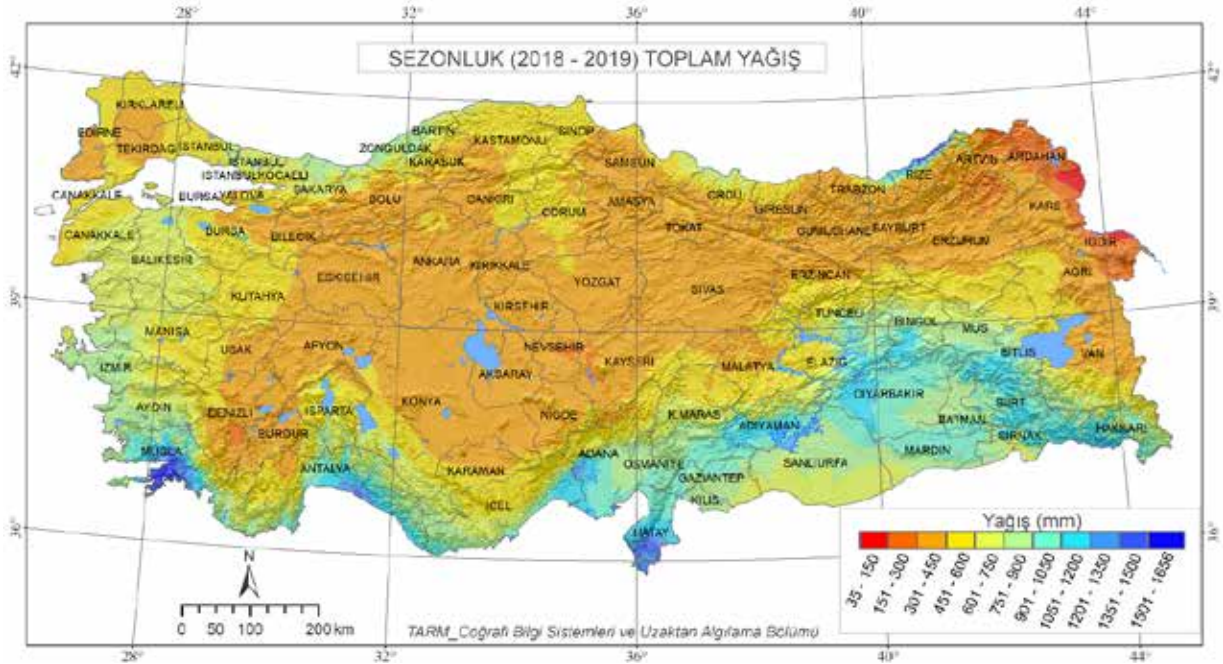 28° 32° 36° 40° 44°
SEZONLUK (2018 - 2019) TOPLAM YAĞIŞ
42° 42°
KIRKLARELİ
EDİRNE
TEKİRDAĞ İSTANBUL
İSTANBUL
İSTANBUL KOCAELİ
BARTIN KASTAMONU SİNOP
ZONGULDAK
KARABÜK SAMSUN
ARTVİN ARDAHAN
RİZE
ÇANAKKALE BURSA YALOVA SAKARYA
BOLU ÇANKIRI ÇORUM AMASYA ORDU GİRESUN TRABZON KARS
ÇANAKKALE BURSA BİLECİK
TOKAT GÜMÜŞHANE BAYBURT ERZURUM IĞDIR
BALIKESİR ESKİŞEHİR ANKARA KIRIKKALE YOZGAT SİVAS ERZİNCAN AĞRI
39° 39°
KÜTAHYA KIRŞEHİR TUNCELİ BİNGÖL MUŞ
MANİSA UŞAK AFYON NEVŞEHİR KAYSERİ MALATYA ELAZIĞ BİTLİS VAN
İZMİR AKSARAY
AYDIN DENİZLİ ISPARTA KONYA NİĞDE K.MARAŞ DİYARBAKIR SİİRT
BURDUR ADIYAMAN BATMAN ŞIRNAK HAKKARİ
MUĞLA ANTALYA KARAMAN ADANA OSMANİYE ŞANLIURFA MARDİN
GAZİANTEP
İÇEL KİLİS
HATAY
36° 36°
Yağış (mm)
35 - 150
151 - 300
301 - 450
451 - 600
601 - 750
751 - 900
901 - 1050
1051 - 1200
1201 - 1350
1351 - 1500
1501 - 1656
N
0 50 100 200 km
TARM_Coğrafi Bilgi Sistemleri ve Uzaktan Algılama Bölümü
28° 32° 36° 40° 44°